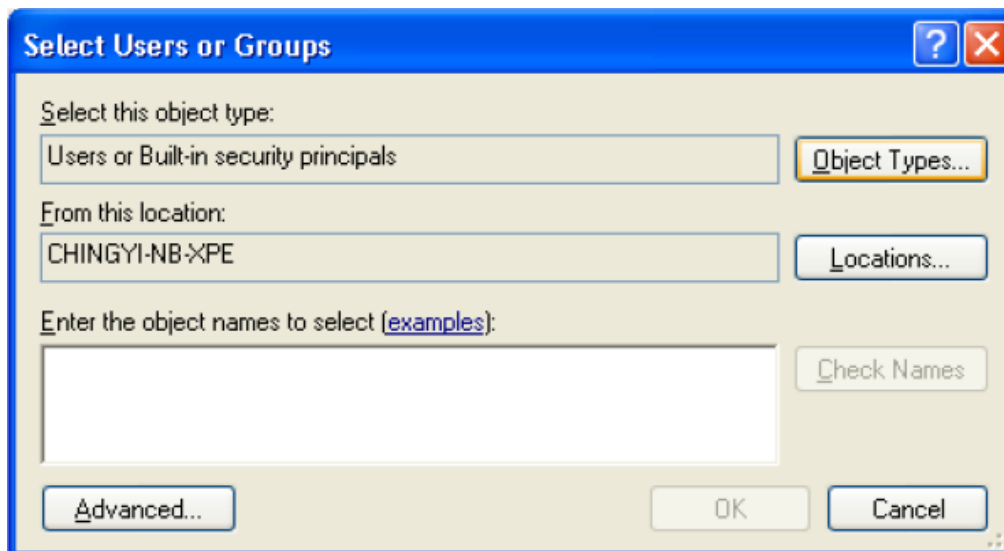 Select Users or Groups
Select this object type:
Users or Built-in security principals
Object Types...
From this location:
CHINGYI-NB-XPE
Locations...
Enter the object names to select (examples):
Check Names
Advanced...
OK
Cancel